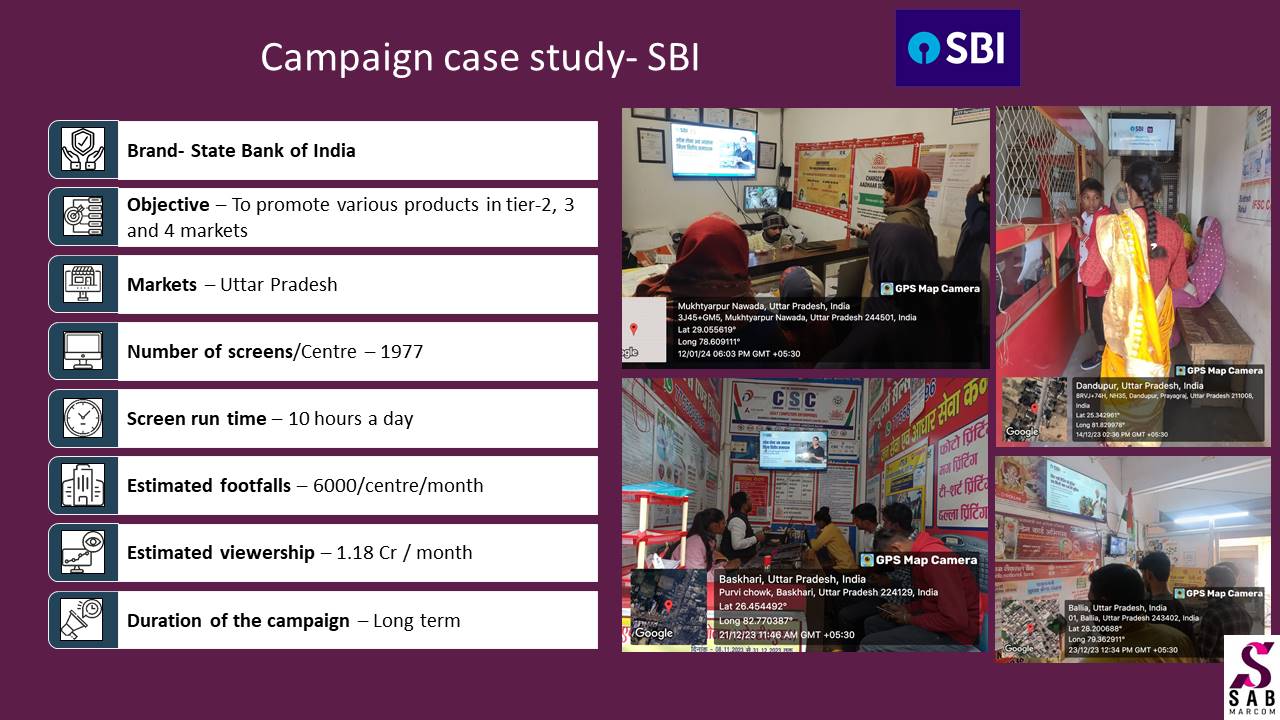 Campaign case study- SBI
SBI
Brand- State Bank of India
Objective – To promote various products in tier-2, 3
and 4 markets
Markets – Uttar Pradesh
Number of screens/Centre – 1977
Screen run time – 10 hours a day
Estimated footfalls – 6000/centre/month
Estimated viewership – 1.18 Cr / month
Duration of the campaign – Long term
GPS Map Camera
Mukhtyarpur Nawada, Uttar Pradesh, India
3J45+GM5, Mukhtyarpur Nawada, Uttar Pradesh 244501, India
Lat 29.055619°
Long 78.609111°
12/01/24 06:03 PM GMT +05:30
GPS Map Camera
Dandupur, Uttar Pradesh, India
8RVJ+74H, NH35, Dandupur, Prayagraj, Uttar Pradesh 211008,
India
Lat 25.342961°
Long 81.829978°
14/12/23 02:36 PM GMT +05:30
Google
CSC
GPS Map Camera
Baskhari, Uttar Pradesh, India
Purvi chowk, Baskhari, Uttar Pradesh 224129, India
Lat 26.454492°
Long 82.770387°
21/12/23 11:46 AM GMT +05:30
Google
GPS Map Camera
Ballia, Uttar Pradesh, India
01, Ballia, Uttar Pradesh 243402, India
Lat 28.200688°
Long 79.362911°
23/12/23 12:34 PM GMT +05:30
Google
SAB
MARCOM